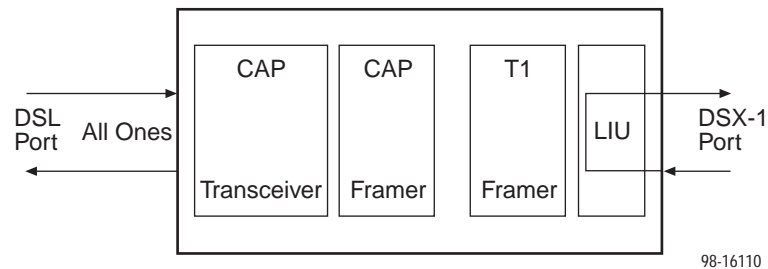 CAP
CAP
T1
DSL
Port
All Ones
LIU
DSX-1
Port
Transceiver
Framer
Framer
98-16110